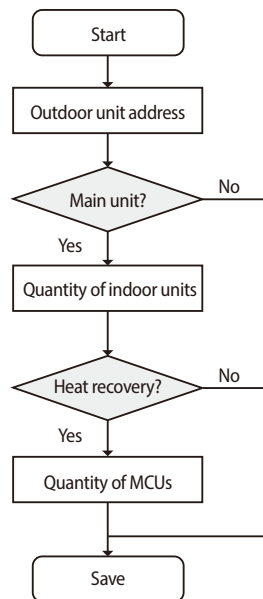 Start
Outdoor unit address
Main unit?
No
Yes
Quantity of indoor units
Heat recovery?
No
Yes
Quantity of MCUs
Save